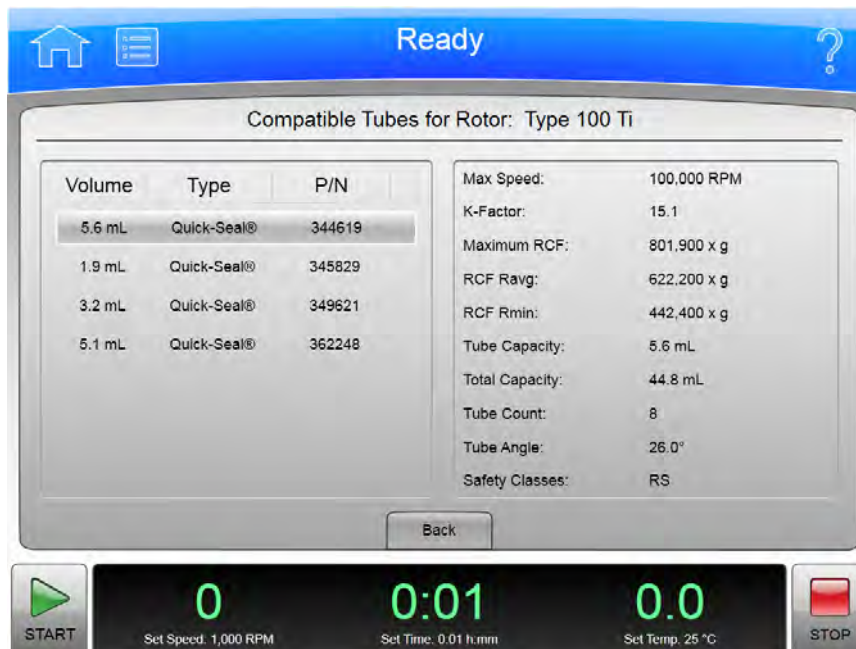 Ready
Compatible Tubes for Rotor: Type 100 Ti
Volume Type P/N
5.6 mL Quick-Seal® 344619
1.9 mL Quick-Seal® 345829
3.2 mL Quick-Seal® 349621
5.1 mL Quick-Seal® 362248
Max Speed: 100,000 RPM
K-Factor: 15.1
Maximum RCF: 801,900 x g
RCF Ravg: 622,200 x g
RCF Rmin: 442,400 x g
Tube Capacity: 5.6 mL
Total Capacity: 44.8 mL
Tube Count: 8
Tube Angle: 26.0°
Safety Classes: RS
Back
START
0
Set Speed. 1,000 RPM
0:01
Set Time. 0.01 h:mm
0.0
Set Temp. 25 °C
STOP